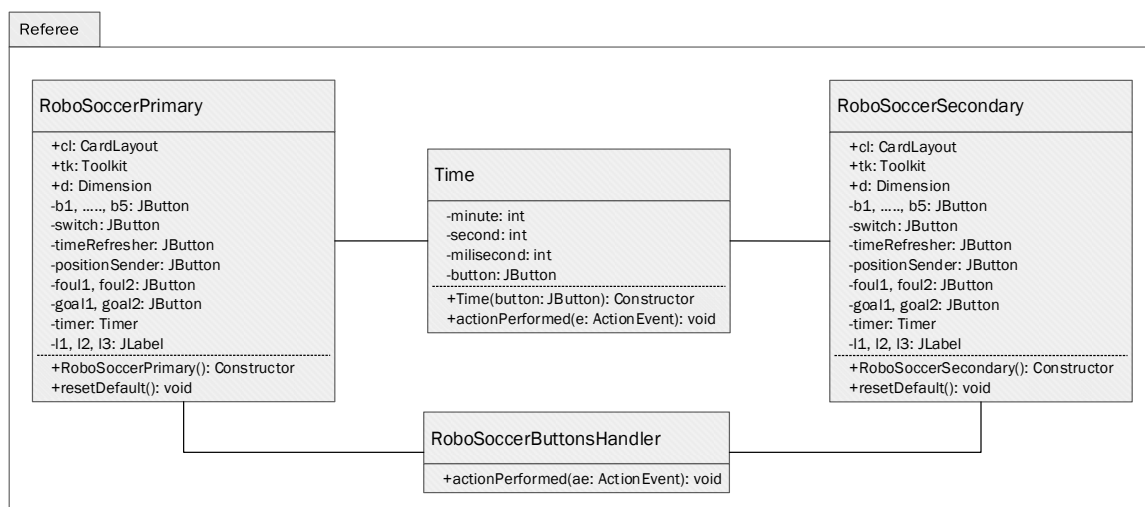 Referee
RoboSoccerPrimary
+cl: CardLayout
+tk: Toolkit
+d: Dimension
-b1, ....., b5: JButton
-switch: JButton
-timeRefresher: JButton
-positionSender: JButton
-foul1, foul2: JButton
-goal1, goal2: JButton
-timer: Timer
-l1, l2, l3: JLabel
+RoboSoccerPrimary(): Constructor
+resetDefault(): void
Time
-minute: int
-second: int
-milisecond: int
-button: JButton
+Time(button: JButton): Constructor
+actionPerformed(e: ActionEvent): void
RoboSoccerSecondary
+cl: CardLayout
+tk: Toolkit
+d: Dimension
-b1, ....., b5: JButton
-switch: JButton
-timeRefresher: JButton
-positionSender: JButton
-foul1, foul2: JButton
-goal1, goal2: JButton
-timer: Timer
-l1, l2, l3: JLabel
+RoboSoccerSecondary(): Constructor
+resetDefault(): void
RoboSoccerButtonsHandler
+actionPerformed(ae: ActionEvent): void